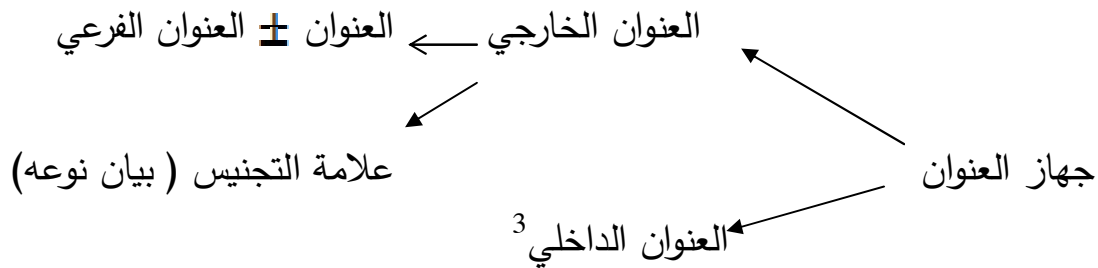 العنوان الخارجي العنوان ± العنوان الفرعي
جهاز العنوان علامة التجنيس ( بيان نوعه)
العنوان الداخلي3